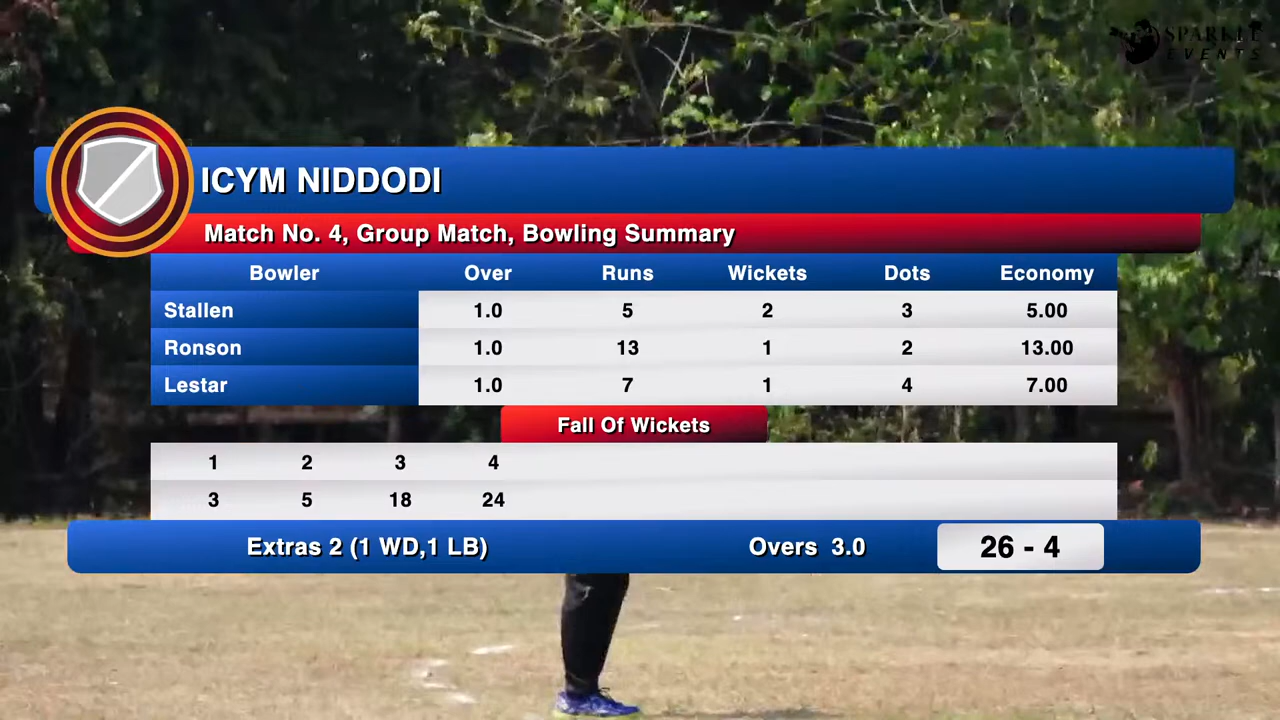 SPARKLE
EVENTS
ICYM NIDDODI
Match No. 4, Group Match, Bowling Summary
Bowler Over Runs Wickets Dots Economy
Stallen 1.0 5 2 3 5.00
Ronson 1.0 13 1 2 13.00
Lestar 1.0 7 1 4 7.00
Fall Of Wickets
1 2 3 4
3 5 18 24
Extras 2 (1 WD,1 LB) Overs 3.0 26 - 4